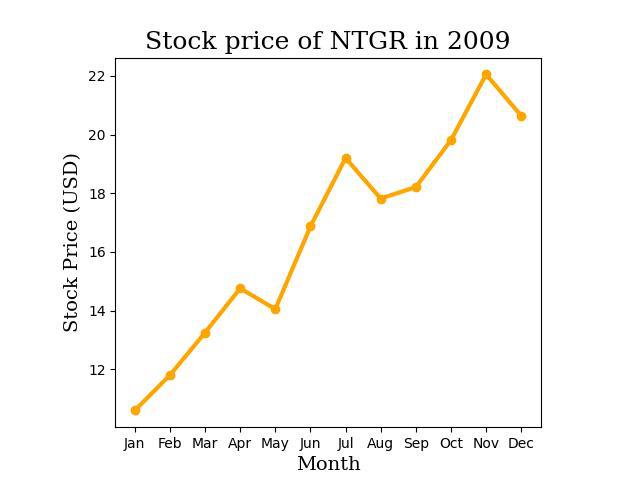 Stock price of NTGR in 2009
Stock Price (USD)
22
20
18
16
14
12
Jan Feb Mar Apr May Jun Jul Aug Sep Oct Nov Dec
Month